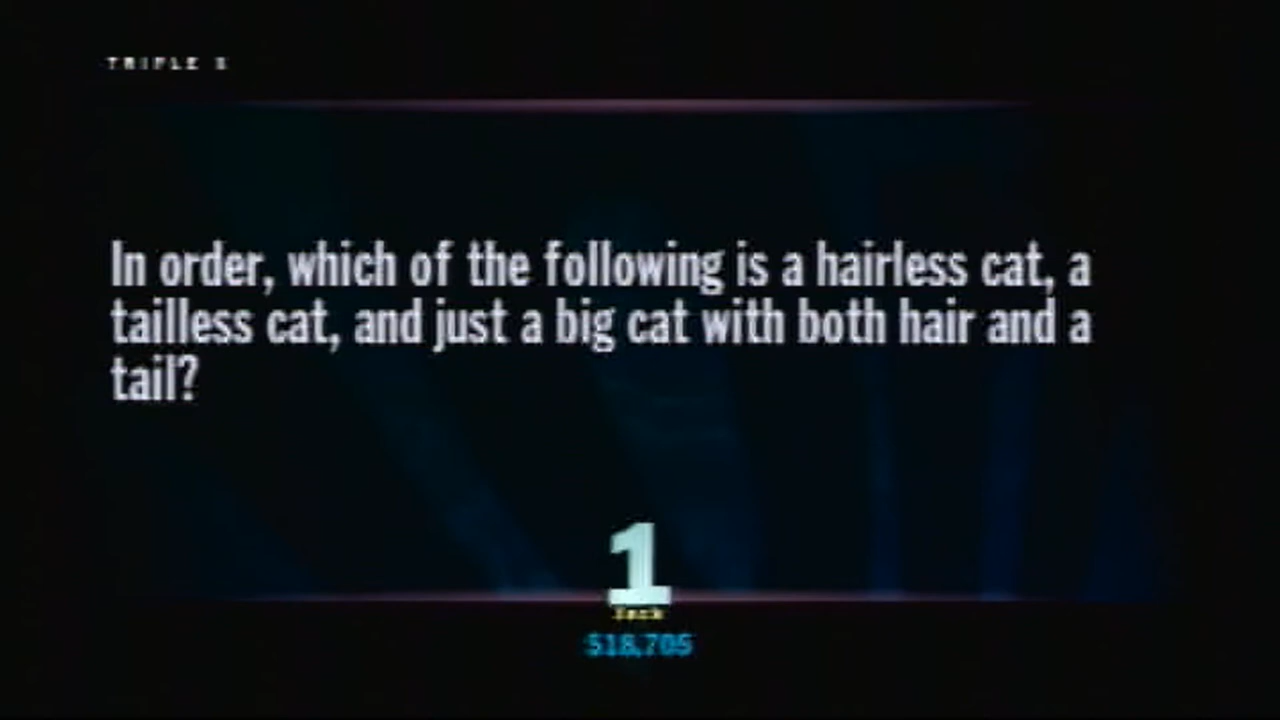 In order, which of the following is a hairless cat, a
tailless cat, and just a big cat with both hair and a
tail?
1
$18,705